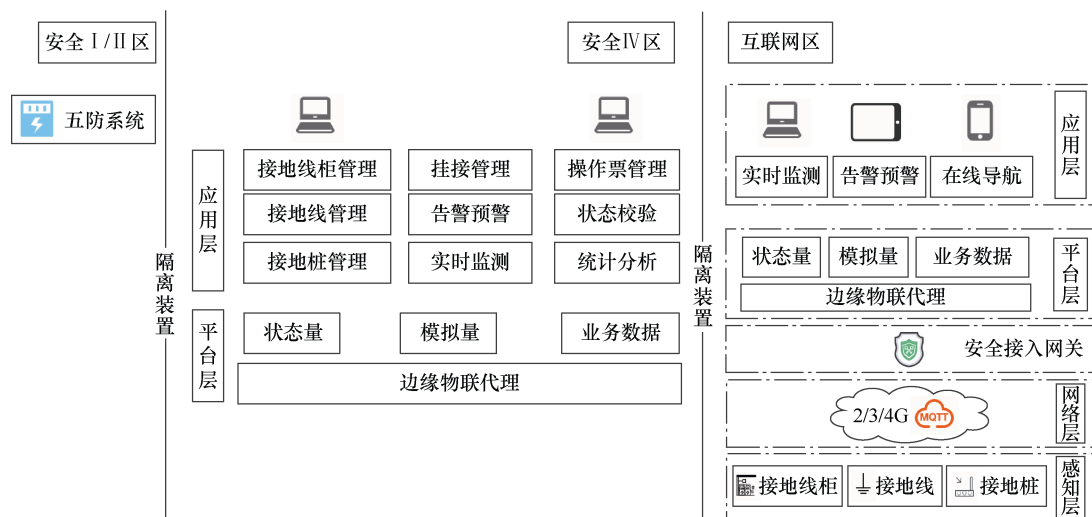 安全Ⅰ/Ⅱ区
五防系统
隔离装置
安全Ⅳ区
应用层
接地线柜管理
挂接管理
操作票管理
接地线管理
告警预警
状态校验
接地桩管理
实时监测
统计分析
平台层
状态量
模拟量
业务数据
边缘物联代理
隔离装置
互联网区
实时监测
告警预警
在线导航
应用层
状态量
模拟量
业务数据
边缘物联代理
平台层
安全接入网关
2/3/4G
MQTT
网络层
接地线柜
接地线
接地桩
感知层